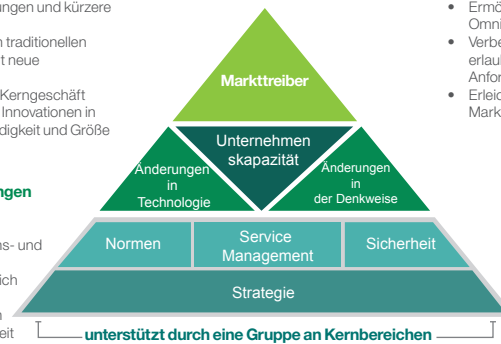 ungen und kürzere
traditionellen
t neue
Kerngeschäft
Innovationen in
digkeit und Größe
ngen
ns- und
ich
eit
Markttreiber
Unternehmen
skapazität
Änderungen
in
Technologie
Änderungen
in
der Denkweise
Normen
Service
Management
Sicherheit
Strategie
unterstützt durch eine Gruppe an Kernbereichen
• Ermö
Omni
• Verbe
erlau
Anfor
• Erleic
Mark